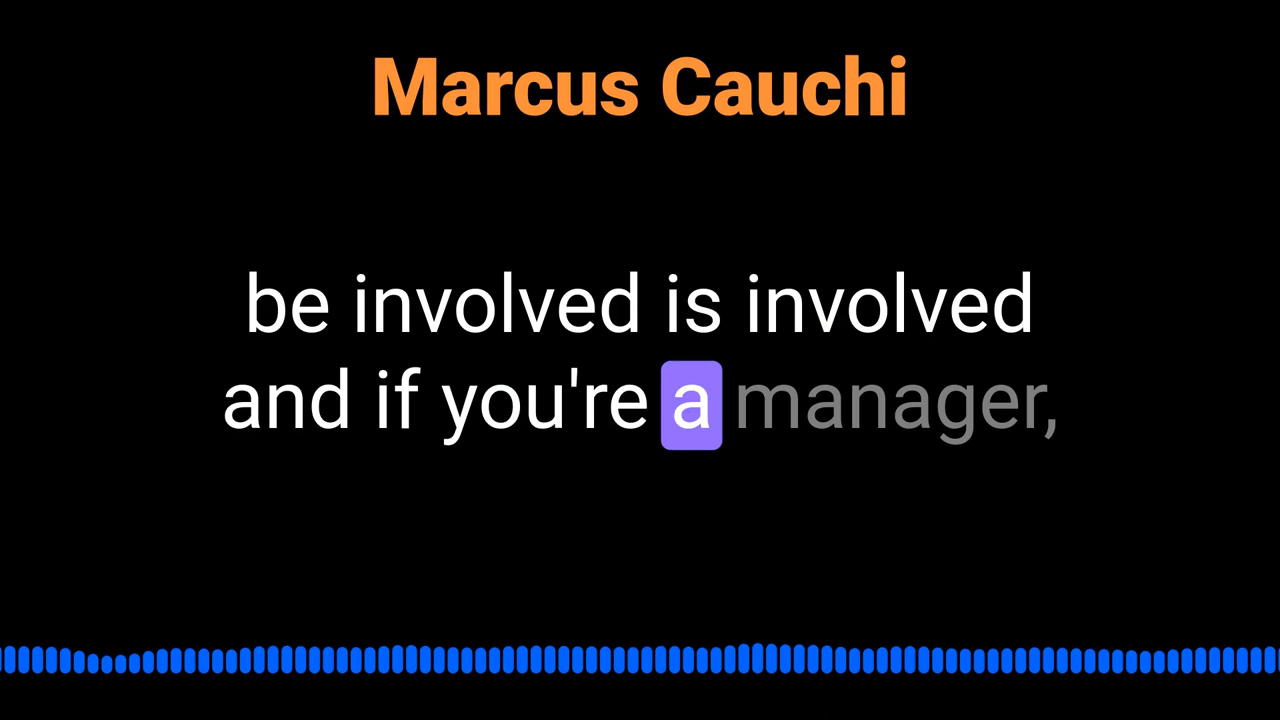 Marcus Cauchi
be involved is involved
and if you're a manager,